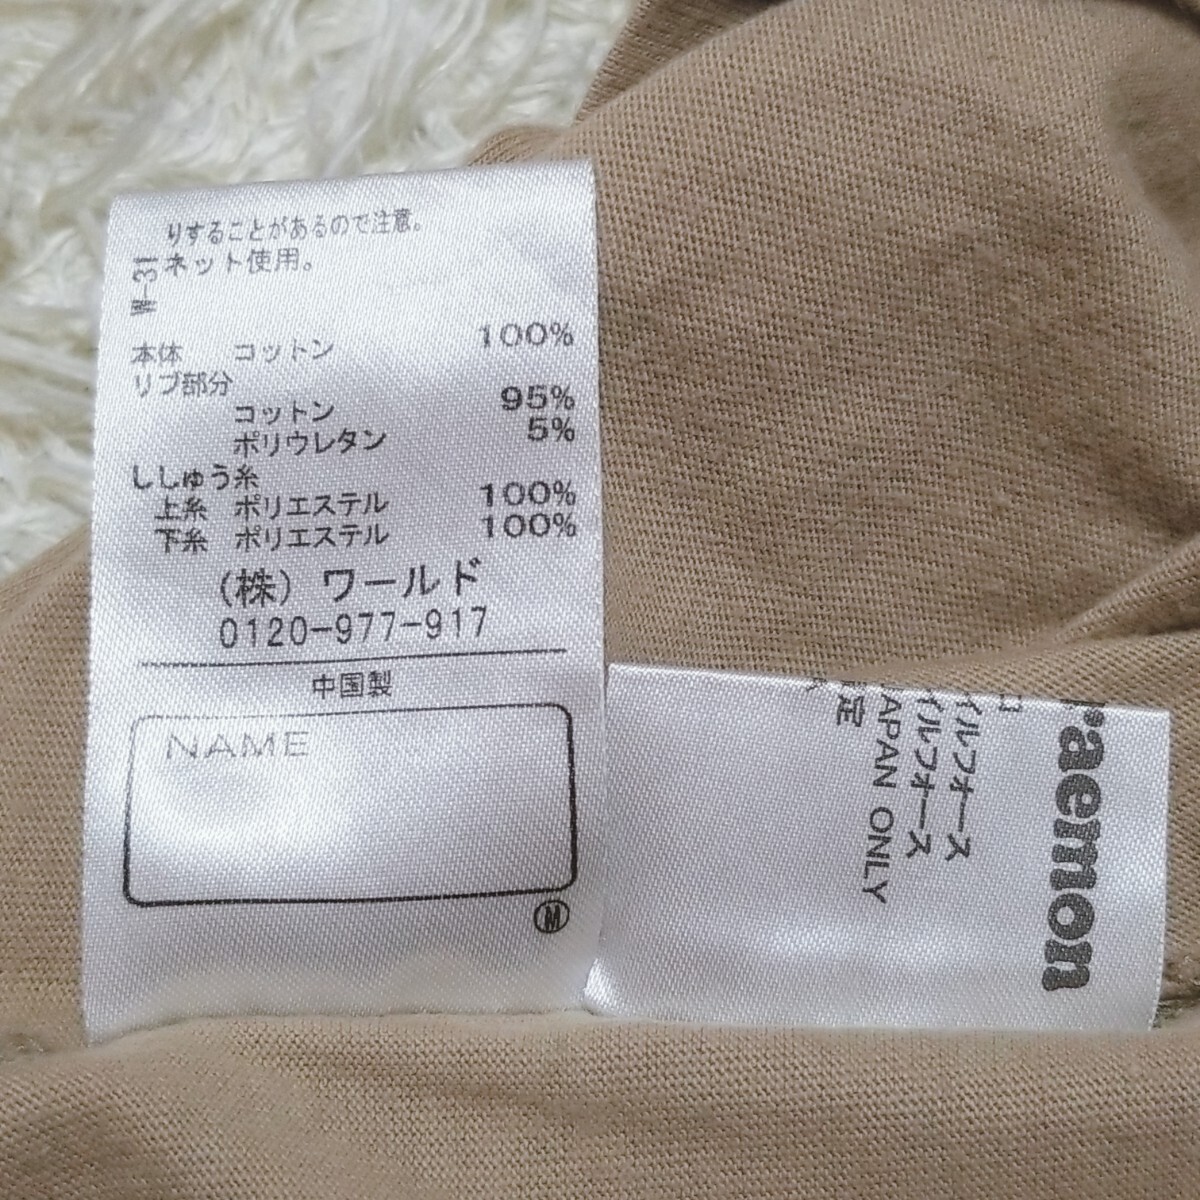 りすることがあるので注意。
ネット使用。
W-31
本体 コットン 100%
リブ部分
コットン 95%
ポリウレタン 5%
ししゅう糸
上糸 ポリエステル 100%
下糸 ポリエステル 100%
(株) ワールド
0120-977-917
中国製
NAME
M
r'aemon
イルフォース
イルフォース
JAPAN ONLY
定